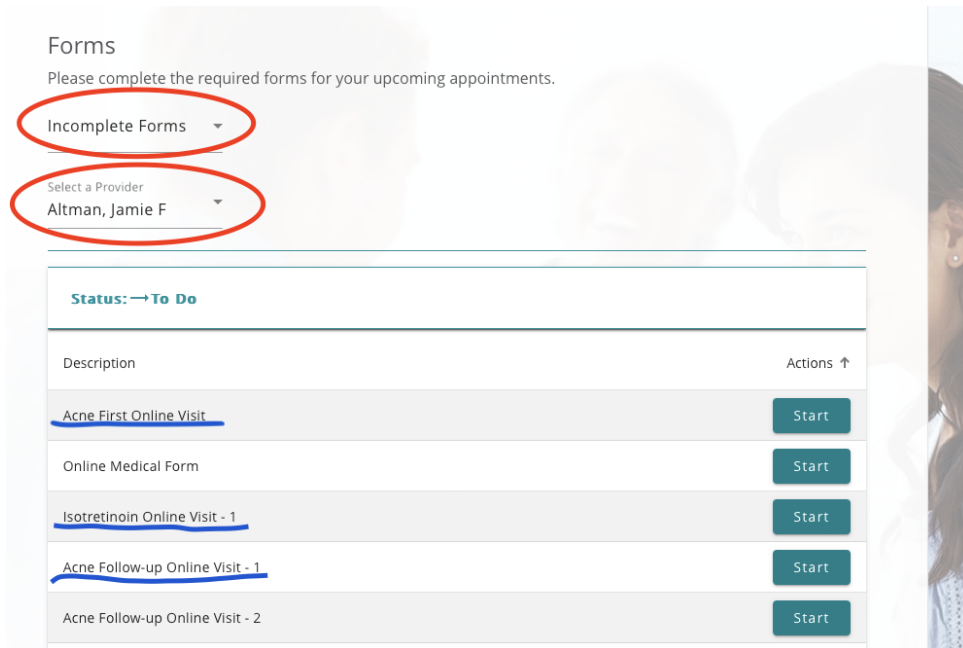 Forms
Please complete the required forms for your upcoming appointments.
Incomplete Forms
Select a Provider
Altman, Jamie F
Status:→To Do
Description Actions ↑
Acne First Online Visit Start
Online Medical Form Start
Isotretinoin Online Visit - 1 Start
Acne Follow-up Online Visit - 1 Start
Acne Follow-up Online Visit - 2 Start